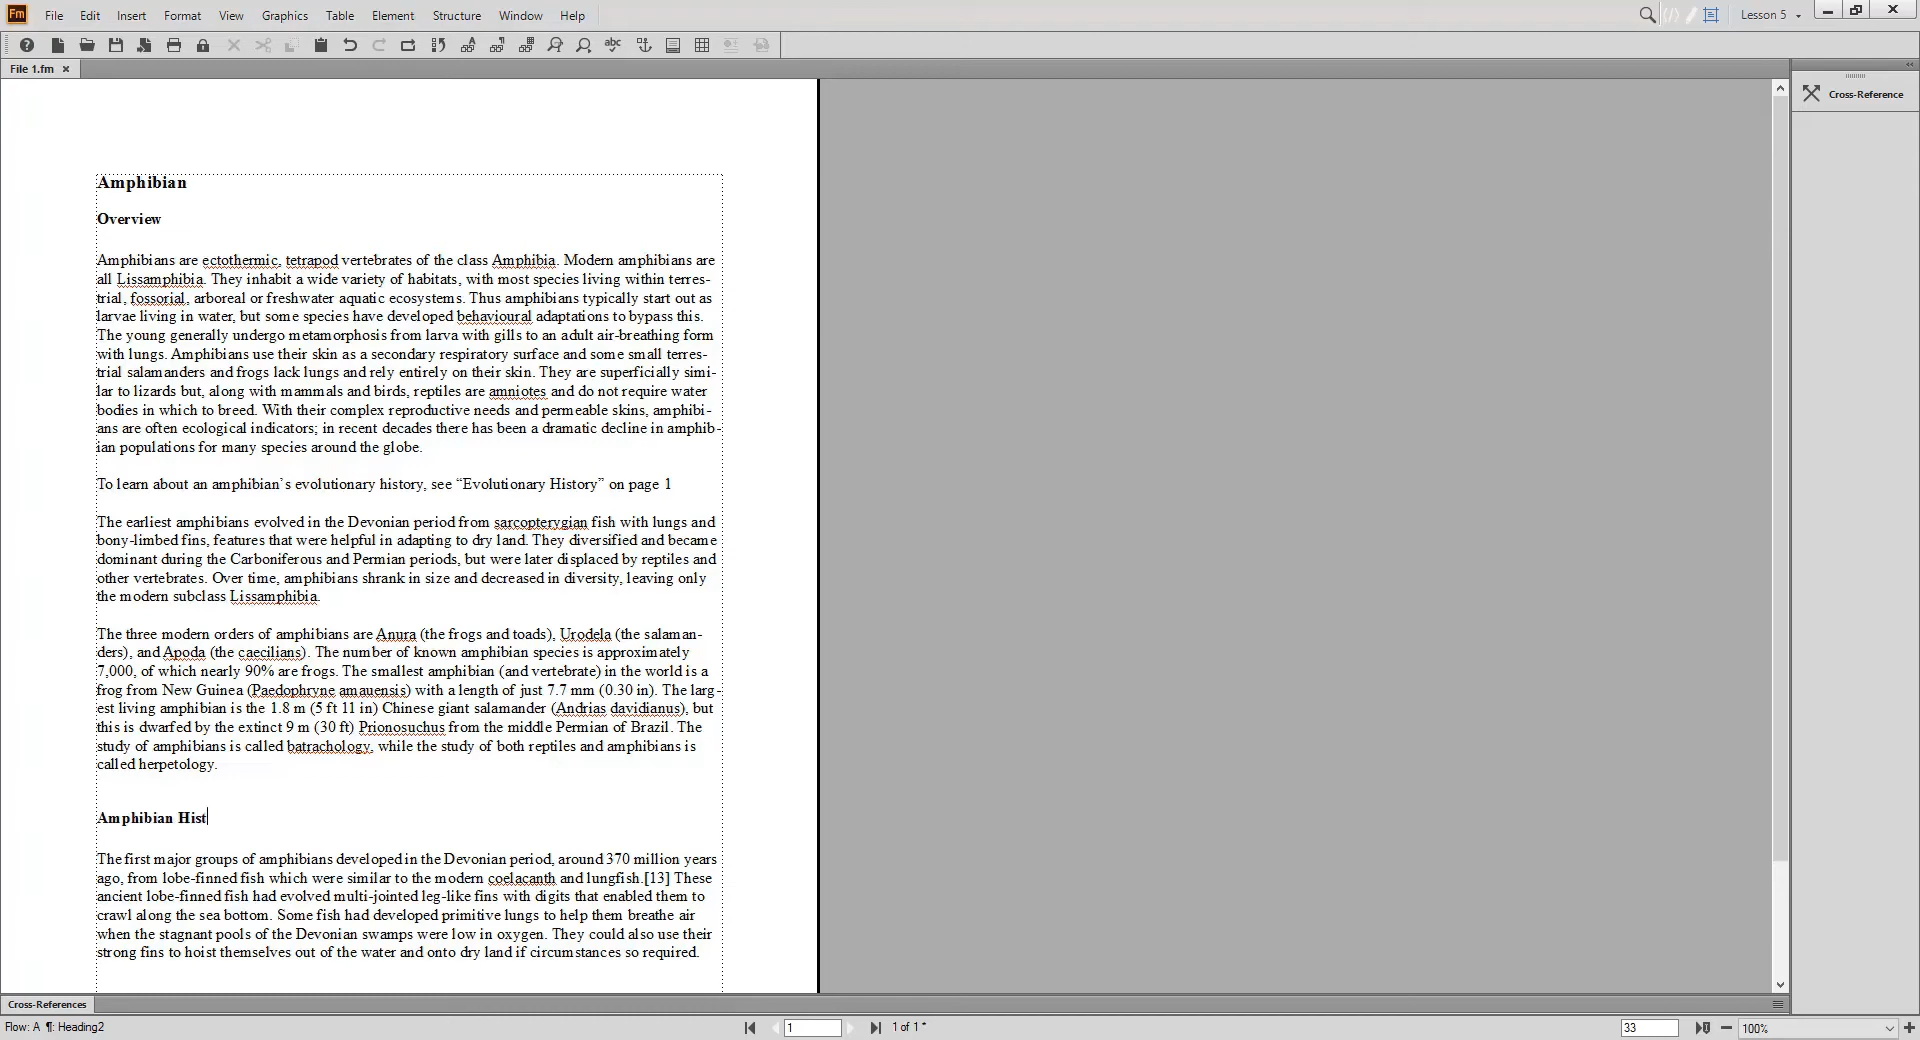 Fm File Edit Insert Format View Graphics Table Element Structure Window Help Lesson 5
abc
File 1.fm
Cross-Reference
Amphibian
Overview
Amphibians are ectothermic, tetrapod vertebrates of the class Amphibia. Modern amphibians are
all Lissamphibia. They inhabit a wide variety of habitats, with most species living within terres-
trial, fossorial, arboreal or freshwater aquatic ecosystems. Thus amphibians typically start out as
larvae living in water, but some species have developed behavioural adaptations to bypass this.
The young generally undergo metamorphosis from larva with gills to an adult air-breathing form
with lungs. Amphibians use their skin as a secondary respiratory surface and some small terres-
trial salamanders and frogs lack lungs and rely entirely on their skin. They are superficially simi-
lar to lizards but, along with mammals and birds, reptiles are amniotes and do not require water
bodies in which to breed. With their complex reproductive needs and permeable skins, amphibi-
ans are often ecological indicators; in recent decades there has been a dramatic decline in amphib-
ian populations for many species around the globe.
To learn about an amphibian’s evolutionary history, see “Evolutionary History” on page 1
The earliest amphibians evolved in the Devonian period from sarcopterygian fish with lungs and
bony-limbed fins, features that were helpful in adapting to dry land. They diversified and became
dominant during the Carboniferous and Permian periods, but were later displaced by reptiles and
other vertebrates. Over time, amphibians shrank in size and decreased in diversity, leaving only
the modern subclass Lissamphibia.
The three modern orders of amphibians are Anura (the frogs and toads), Urodela (the salaman-
ders), and Apoda (the caecilians). The number of known amphibian species is approximately
7,000, of which nearly 90% are frogs. The smallest amphibian (and vertebrate) in the world is a
frog from New Guinea (Paedophryne amauensis) with a length of just 7.7 mm (0.30 in). The larg-
est living amphibian is the 1.8 m (5 ft 11 in) Chinese giant salamander (Andrias davidianus), but
this is dwarfed by the extinct 9 m (30 ft) Prionosuchus from the middle Permian of Brazil. The
study of amphibians is called batrachology, while the study of both reptiles and amphibians is
called herpetology.
Amphibian Hist
The first major groups of amphibians developed in the Devonian period, around 370 million years
ago, from lobe-finned fish which were similar to the modern coelacanth and lungfish.[13] These
ancient lobe-finned fish had evolved multi-jointed leg-like fins with digits that enabled them to
crawl along the sea bottom. Some fish had developed primitive lungs to help them breathe air
when the stagnant pools of the Devonian swamps were low in oxygen. They could also use their
strong fins to hoist themselves out of the water and onto dry land if circumstances so required.
Cross-References
Flow: A ¶: Heading2 1 1 of 1 * 33 100%